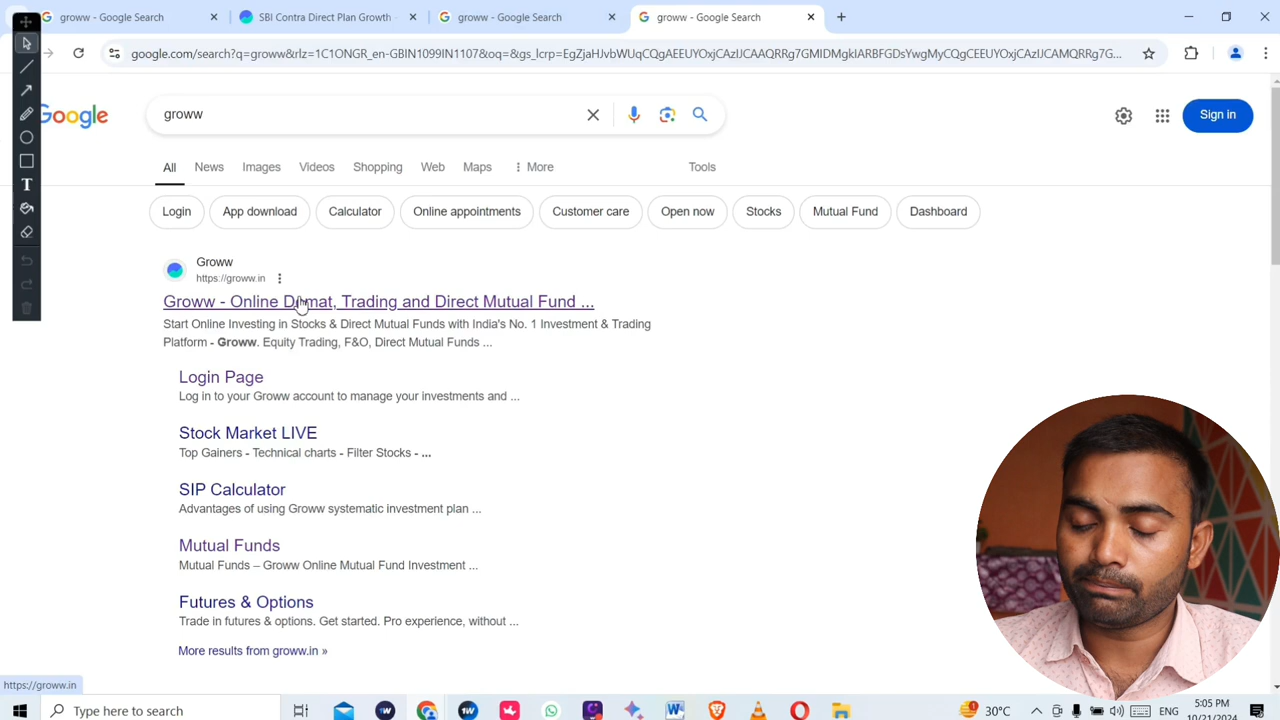 groww - Google Search
SBI Contra Direct Plan Growth -
groww - Google Search
groww - Google Search
google.com/search?q=groww&rlz=1C1ONGR_en-GBIN1099IN1107&oq=&gs_lcrp=EgZjaHJvbWUqCQgAEEUYOxjCAzIJCAAQRRg7GMIDMgkIARBFGDsYwgMyCQgCEEUYOxjCAzIJCAMQRRg7G...
Google
groww
Sign in
All News Images Videos Shopping Web Maps More Tools
Login App download Calculator Online appointments Customer care Open now Stocks Mutual Fund Dashboard
Groww
https://groww.in
Groww - Online Demat, Trading and Direct Mutual Fund ...
Start Online Investing in Stocks & Direct Mutual Funds with India's No. 1 Investment & Trading
Platform - Groww. Equity Trading, F&O, Direct Mutual Funds ...
Login Page
Log in to your Groww account to manage your investments and ...
Stock Market LIVE
Top Gainers - Technical charts - Filter Stocks - ...
SIP Calculator
Advantages of using Groww systematic investment plan ...
Mutual Funds
Mutual Funds – Groww Online Mutual Fund Investment ...
Futures & Options
Trade in futures & options. Get started. Pro experience, without ...
More results from groww.in »
https://groww.in
Type here to search
30°C
ENG
5:05 PM
10/21/2024